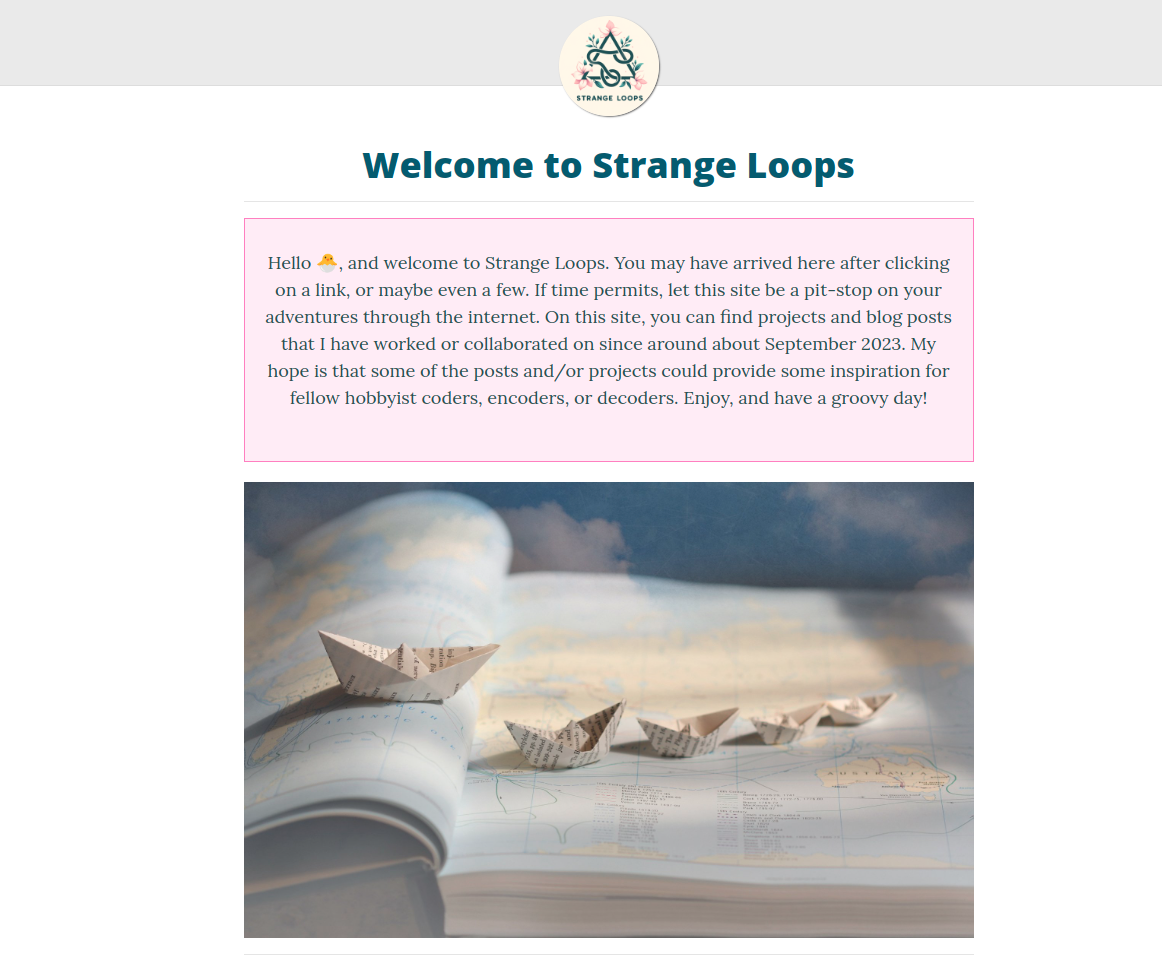 STRANGE LOOPS
Welcome to Strange Loops
Hello 🐣, and welcome to Strange Loops. You may have arrived here after clicking
on a link, or maybe even a few. If time permits, let this site be a pit-stop on your
adventures through the internet. On this site, you can find projects and blog posts
that I have worked or collaborated on since around about September 2023. My
hope is that some of the posts and/or projects could provide some inspiration for
fellow hobbyist coders, encoders, or decoders. Enjoy, and have a groovy day!
AUSTRALIA